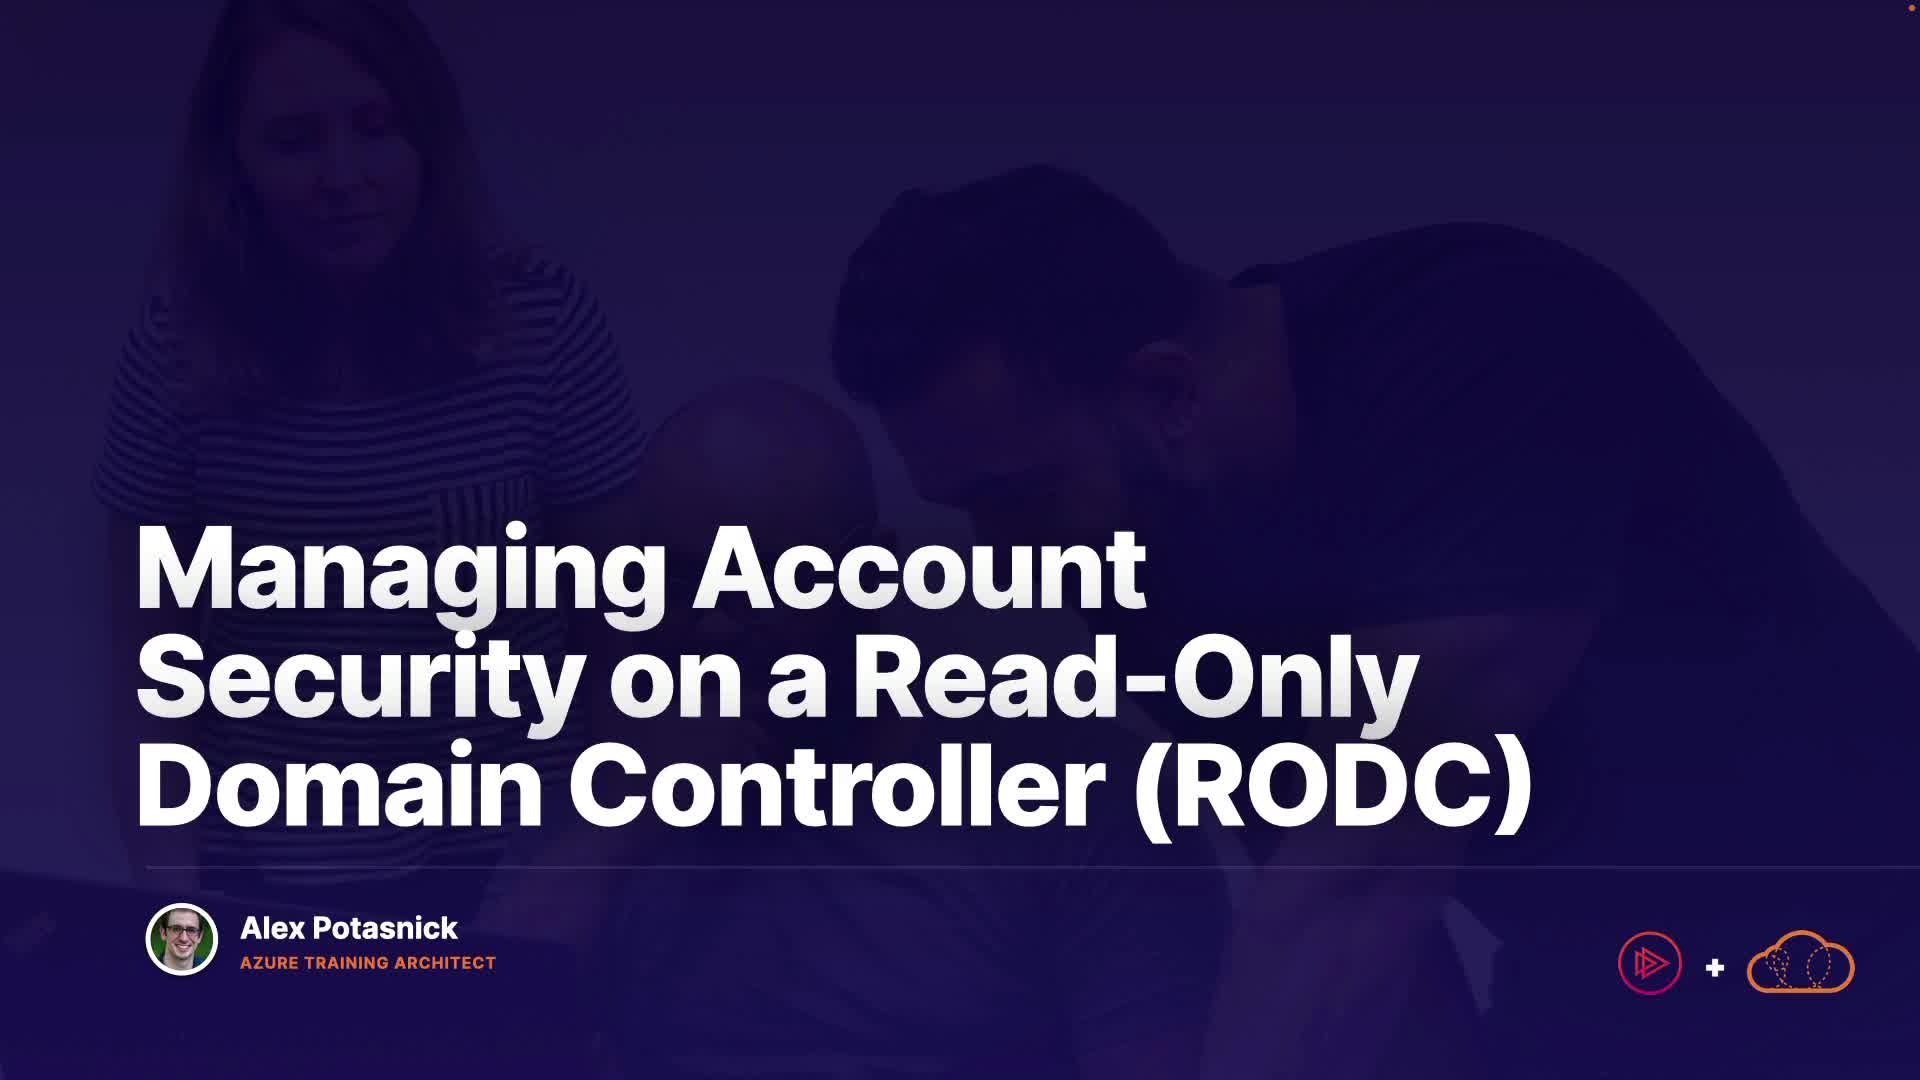 Managing Account
Security on a Read-Only
Domain Controller (RODC)
Alex Potasnick
AZURE TRAINING ARCHITECT